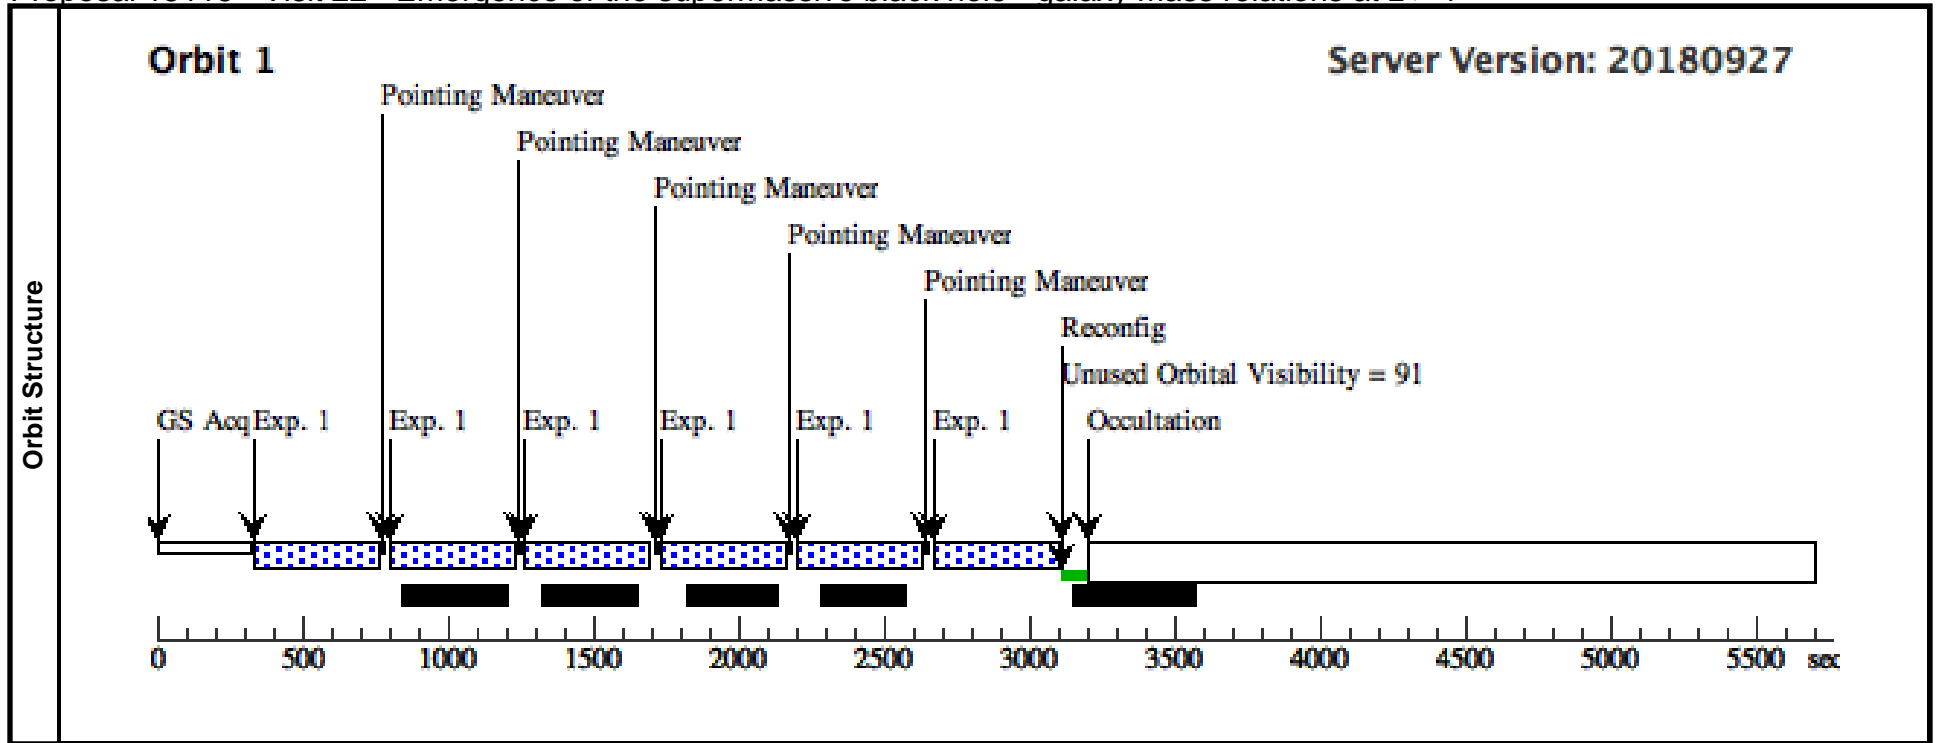 Orbit Structure
Orbit 1
Server Version: 20180927
Pointing Maneuver
Pointing Maneuver
Pointing Maneuver
Pointing Maneuver
Pointing Maneuver
Reconfig
Unused Orbital Visibility = 91
GS Acq Exp. 1 Exp. 1 Exp. 1 Exp. 1 Exp. 1 Exp. 1 Occultation
0 500 1000 1500 2000 2500 3000 3500 4000 4500 5000 5500 sec